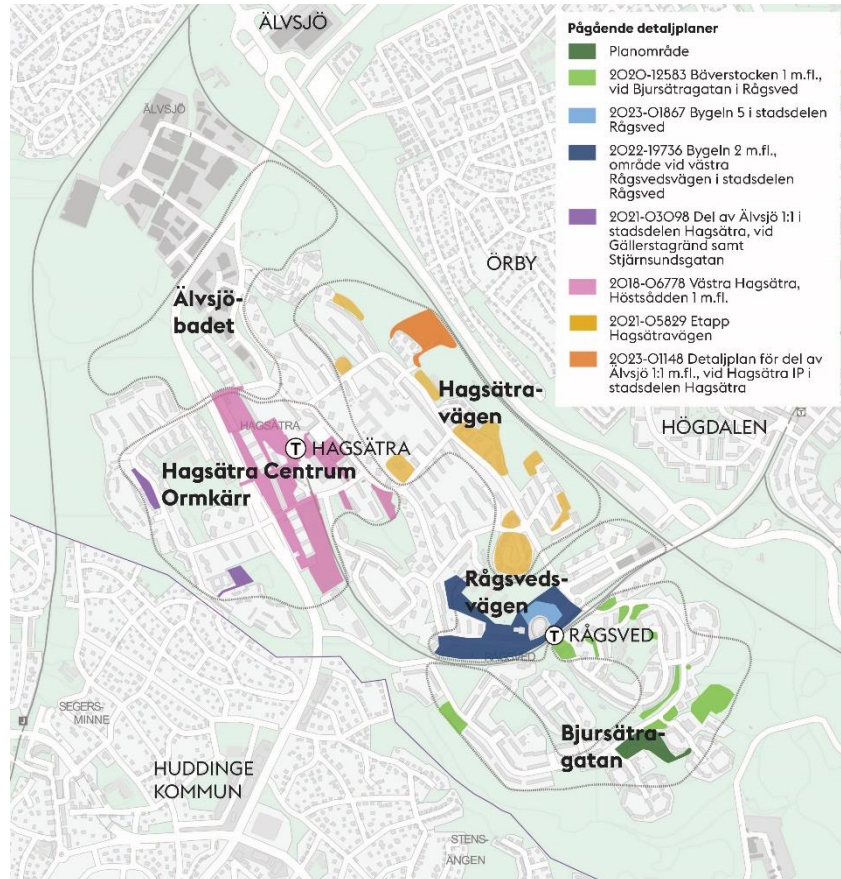 ÄLVSJÖ
Pågående detaljplaner
Planområde
2020-12583 Bäverstocken 1 m.fl.,
vid Bjursätragatan i Rågsved
2023-01867 Bygeln 5 i stadsdelen
Rågsved
2022-19736 Bygeln 2 m.fl.,
område vid västra
Rågsvedsvägen i stadsdelen
Rågsved
2021-03098 Del av Älvsjö 1:1 i
stadsdelen Hagsätra, vid
Gällerstagränd samt
Stjärnsundsgatan
2018-06778 Västra Hagsätra,
Höstsådden 1 m.fl.
2021-05829 Etapp
Hagsätravägen
2023-01148 Detaljplan för del av
Älvsjö 1:1 m.fl., vid Hagsätra IP i
stadsdelen Hagsätra
ÄLVSJÖ
ÖRBY
Älvsjö-
badet
Hagsätra-
vägen
HÖGDALEN
T
HAGSÄTRA
T HAGSÄTRA
Hagsätra Centrum
Ormkärr
Rågsveds-
vägen
T RÅGSVED
RÅGSVED
SEGERS-
MINNE
J
Bjursätra-
gatan
HUDDINGE
KOMMUN
STENS-
ÄNGEN